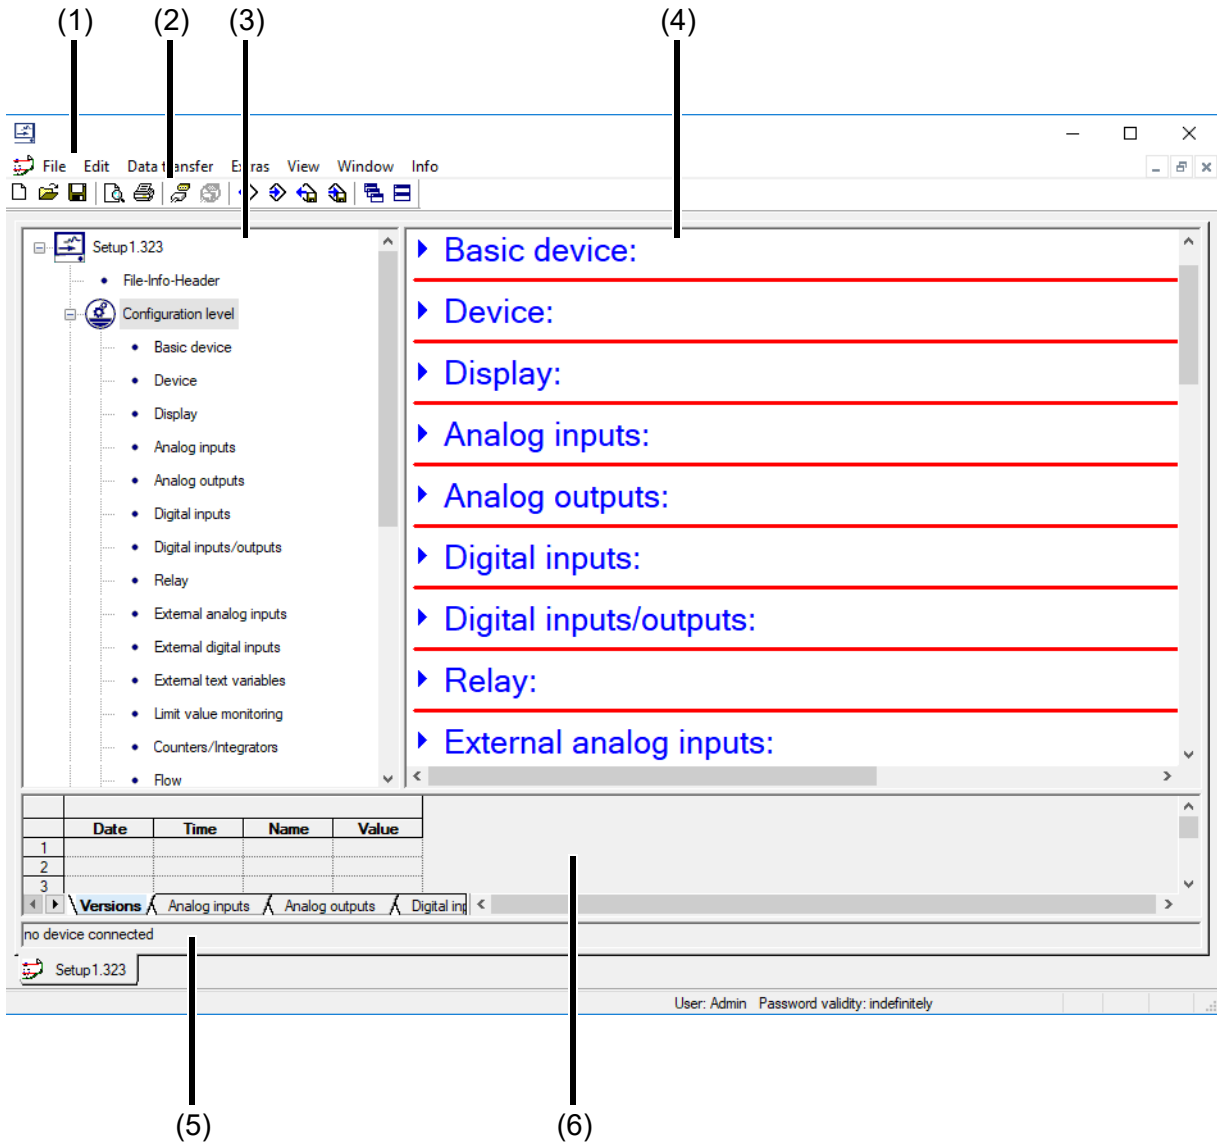 (1) (2) (3) (4)
File Edit Data transfer Extras View Window Info
Setup1.323
File-Info-Header
Configuration level
Basic device
Device
Display
Analog inputs
Analog outputs
Digital inputs
Digital inputs/outputs
Relay
External analog inputs
External digital inputs
External text variables
Limit value monitoring
Counters/Integrators
Flow
Basic device:
Device:
Display:
Analog inputs:
Analog outputs:
Digital inputs:
Digital inputs/outputs:
Relay:
External analog inputs:
Date Time Name Value
1
2
3
Versions Analog inputs Analog outputs Digital inp
no device connected
Setup1.323
User: Admin Password validity: indefinitely
(5) (6)